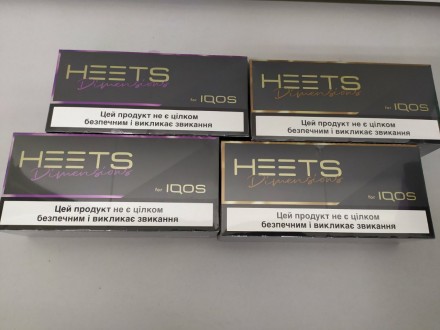 HEETS
Dimensions
for IQOS
Цей продукт не є цілком
безпечним і викликає звикання
HEETS
Dimensions
for IQOS
Цей продукт не є цілком
безпечним і викликає звикання
HEETS
Dimensions
for IQOS
Цей продукт не є цілком
безпечним і викликає звикання
HEETS
Dimensions
for IQOS
Цей продукт не є цілком
безпечним і викликає звикання